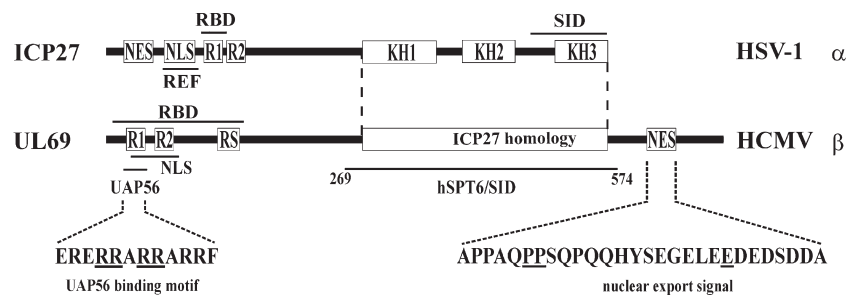 RBD SID
ICP27 NES NLS R1 R2 KH1 KH2 KH3 HSV-1 α
REF
RBD
UL69 R1 R2 RS ICP27 homology NES HCMV β
NLS
UAP56 269 hSPT6/SID 574
ERERRRARRARRF APPAQPPSQPQQHYSEGELEEDEDSDDA
UAP56 binding motif nuclear export signal